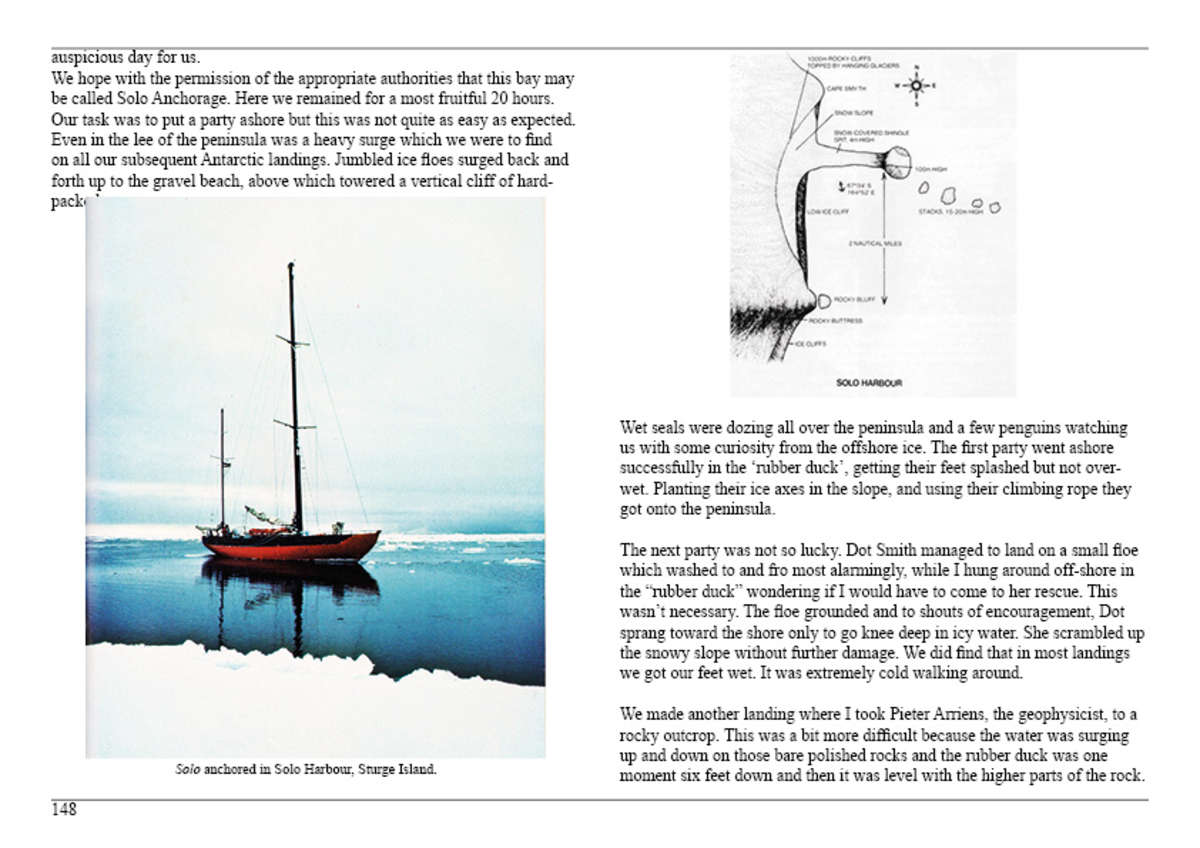 auspicious day for us.
We hope with the permission of the appropriate authorities that this bay may
be called Solo Anchorage. Here we remained for a most fruitful 20 hours.
Our task was to put a party ashore but this was not quite as easy as expected.
Even in the lee of the peninsula was a heavy surge which we were to find
on all our subsequent Antarctic landings. Jumbled ice floes surged back and
forth up to the gravel beach, above which towered a vertical cliff of hard-
Solo anchored in Solo Harbour, Sturge Island.
1000M ROCKY CLIFFS
TOPPED BY HANGING GLACIERS
N
W E
S
CAPE SMYTH
SNOW SLOPE
SNOW COVERED SHINGLE
SPIT, 4M HIGH
100M HIGH
STACKS, 15-20M HIGH
LOW ICE CLIFF
2 NAUTICAL MILES
ROCKY BLUFF
ROCKY BUTTRESS
ICE CLIFFS
SOLO HARBOUR
Wet seals were dozing all over the peninsula and a few penguins watching
us with some curiosity from the offshore ice. The first party went ashore
successfully in the ‘rubber duck’, getting their feet splashed but not over-
wet. Planting their ice axes in the slope, and using their climbing rope they
got onto the peninsula.
The next party was not so lucky. Dot Smith managed to land on a small floe
which washed to and fro most alarmingly, while I hung around off-shore in
the “rubber duck” wondering if I would have to come to her rescue. This
wasn’t necessary. The floe grounded and to shouts of encouragement, Dot
sprang toward the shore only to go knee deep in icy water. She scrambled up
the snowy slope without further damage. We did find that in most landings
we got our feet wet. It was extremely cold walking around.
We made another landing where I took Pieter Arriens, the geophysicist, to a
rocky outcrop. This was a bit more difficult because the water was surging
up and down on those bare polished rocks and the rubber duck was one
moment six feet down and then it was level with the higher parts of the rock.
148